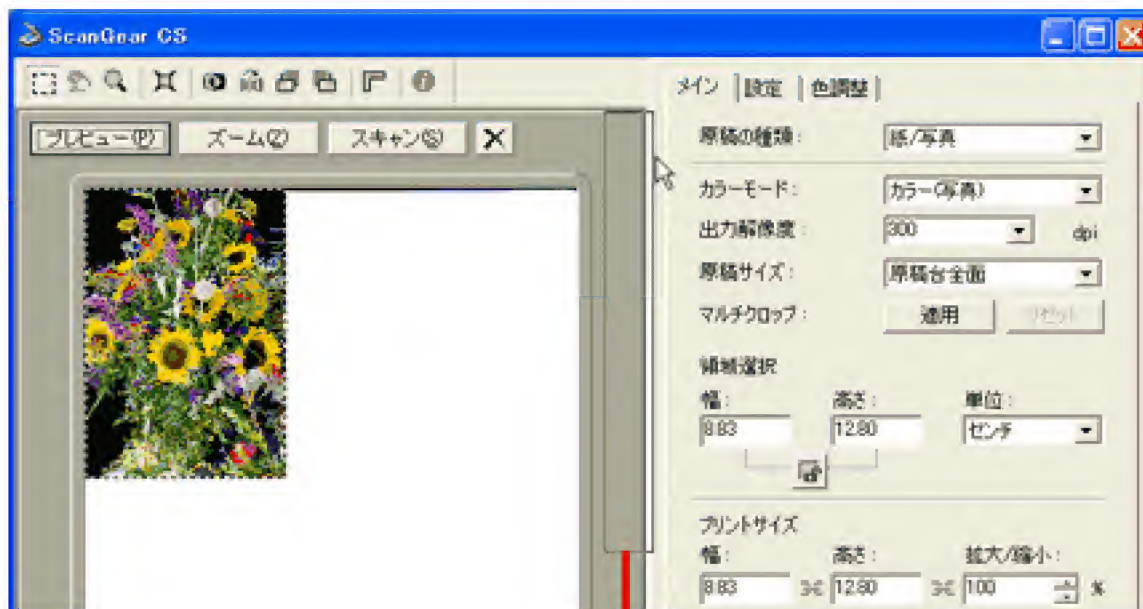 ScanGear CS
メイン 設定 色調整
プレビュー(P) ズーム(Z) スキャン(S)
原稿の種類: 紙/写真
カラーモード: カラー(写真)
出力解像度: 300 dpi
原稿サイズ: 原稿台全面
マルチクロップ: 適用 リセット
領域選択
幅: 高さ: 単位:
8.83 12.80 センチ
プリントサイズ
幅: 高さ: 拡大/縮小:
8.83 12.80 100 %